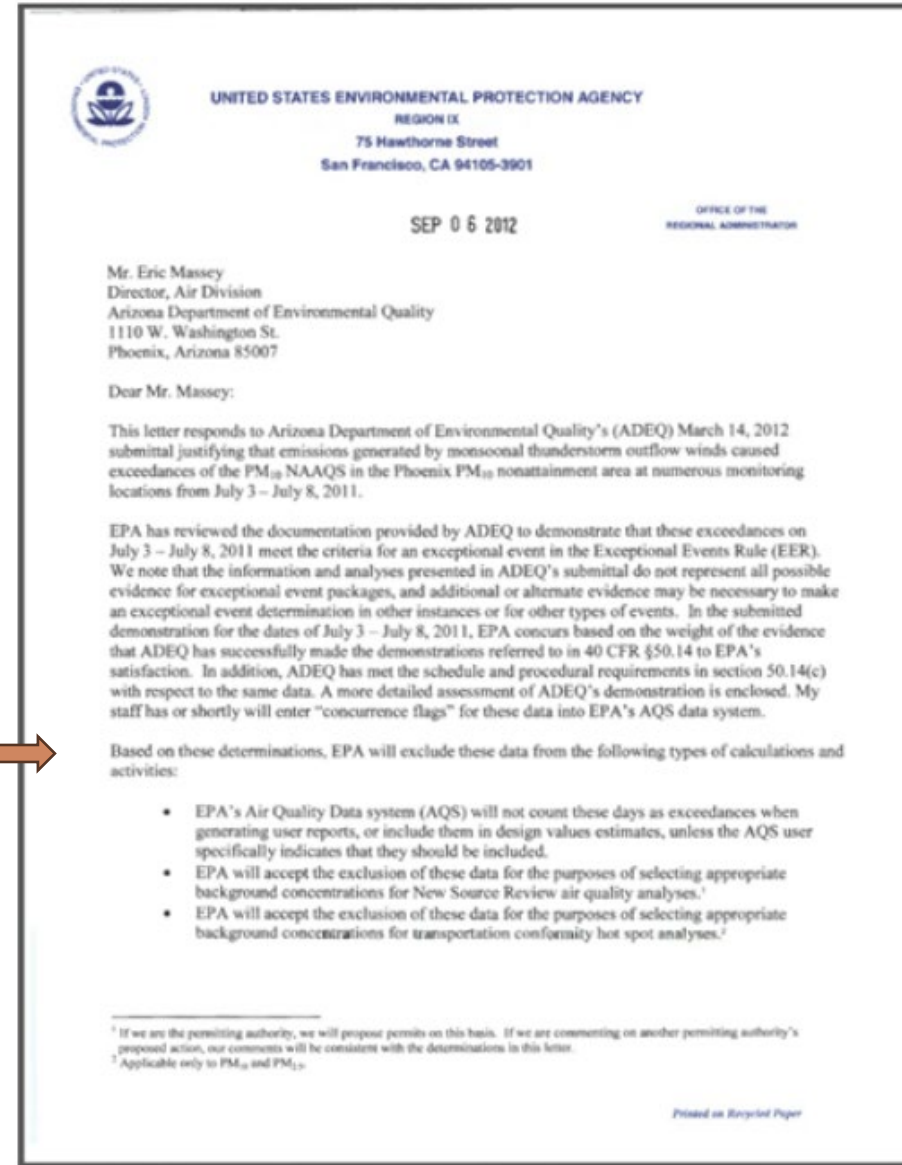 UNITED STATES ENVIRONMENTAL PROTECTION AGENCY
REGION IX
75 Hawthorne Street
San Francisco, CA 94105-3901
SEP 06 2012
OFFICE OF THE
REGIONAL ADMINISTRATOR
Mr. Eric Massey
Director, Air Division
Arizona Department of Environmental Quality
1110 W. Washington St.
Phoenix, Arizona 85007
Dear Mr. Massey:
This letter responds to Arizona Department of Environmental Quality's (ADEQ) March 14, 2012
submittal justifying that emissions generated by monsoonal thunderstorm outflow winds caused
exceedances of the PM₁₀ NAAQS in the Phoenix PM₁₀ nonattainment area at numerous monitoring
locations from July 3 – July 8, 2011.
EPA has reviewed the documentation provided by ADEQ to demonstrate that these exceedances on
July 3 – July 8, 2011 meet the criteria for an exceptional event in the Exceptional Events Rule (EER).
We note that the information and analyses presented in ADEQ's submittal do not represent all possible
evidence for exceptional event packages, and additional or alternate evidence may be necessary to make
an exceptional event determination in other instances or for other types of events. In the submitted
demonstration for the dates of July 3 – July 8, 2011, EPA concurs based on the weight of the evidence
that ADEQ has successfully made the demonstrations referred to in 40 CFR §50.14 to EPA's
satisfaction. In addition, ADEQ has met the schedule and procedural requirements in section 50.14(c)
with respect to the same data. A more detailed assessment of ADEQ's demonstration is enclosed. My
staff has or shortly will enter "concurrence flags" for these data into EPA's AQS data system.
Based on these determinations, EPA will exclude these data from the following types of calculations and
activities:
• EPA's Air Quality Data system (AQS) will not count these days as exceedances when
generating user reports, or include them in design values estimates, unless the AQS user
specifically indicates that they should be included.
• EPA will accept the exclusion of these data for the purposes of selecting appropriate
background concentrations for New Source Review air quality analyses.¹
• EPA will accept the exclusion of these data for the purposes of selecting appropriate
background concentrations for transportation conformity hot spot analyses.²
¹ If we are the permitting authority, we will propose permits on this basis. If we are commenting on another permitting authority's
proposed action, our comments will be consistent with the determinations in this letter.
² Applicable only to PM₁₀ and PM₂.₅.
Printed on Recycled Paper